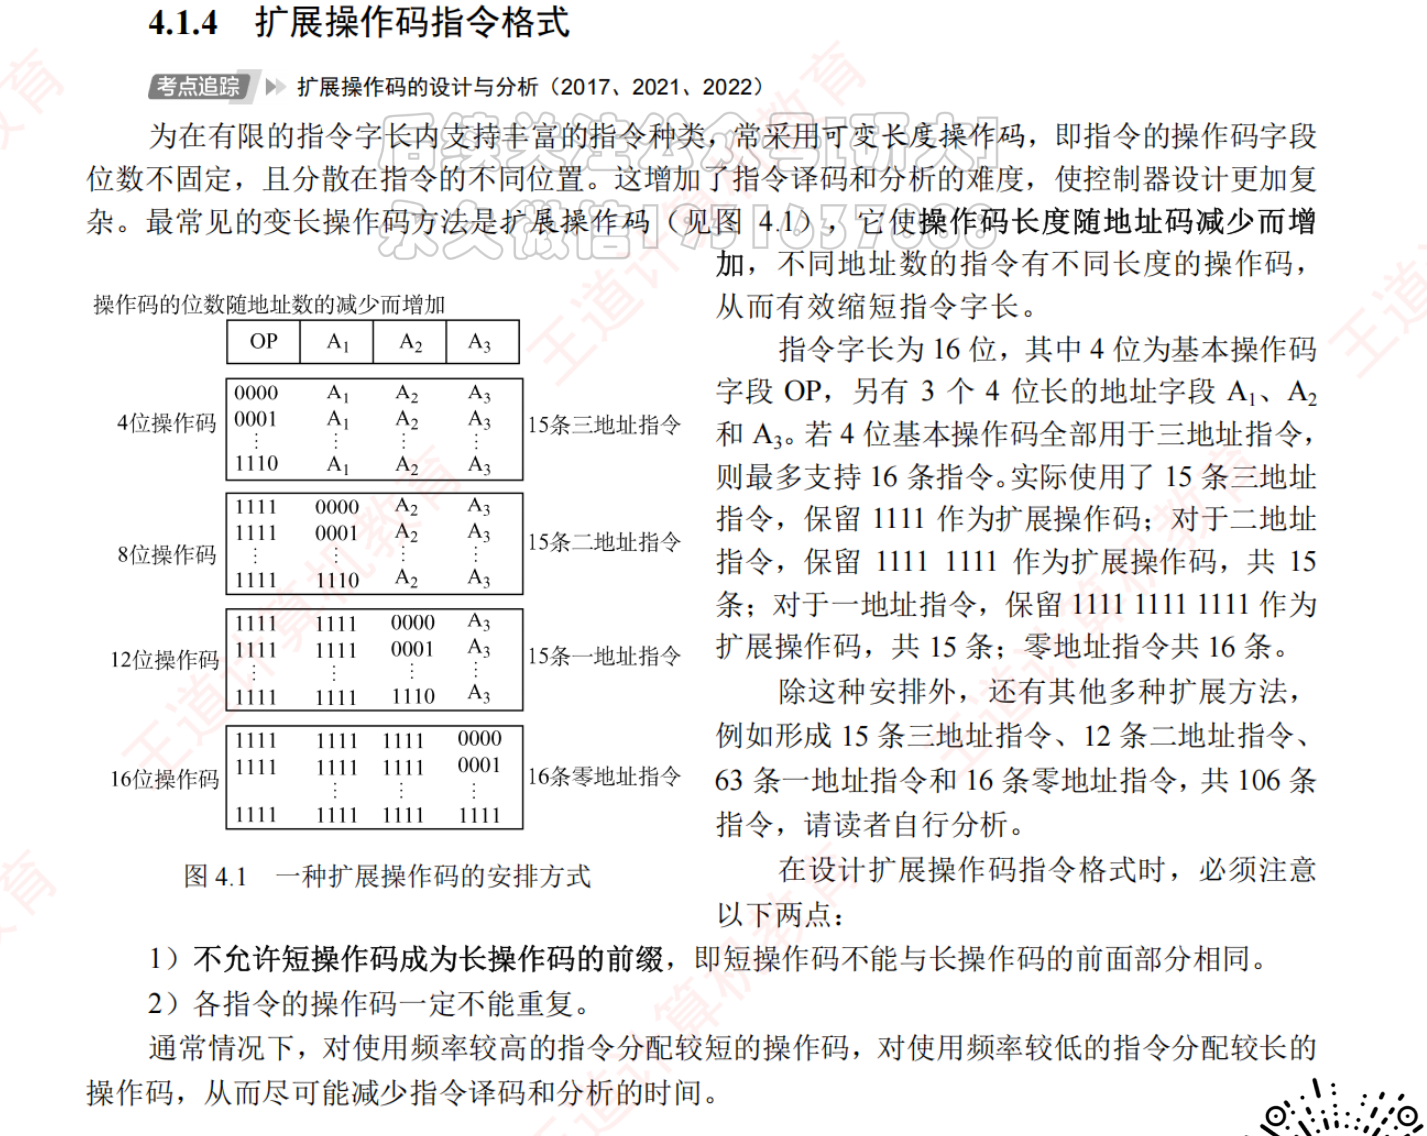 4.1.4 扩展操作码指令格式
考点追踪 扩展操作码的设计与分析（2017、2021、2022）
为在有限的指令字长内支持丰富的指令种类，常采用可变长度操作码，即指令的操作码字段
位数不固定，且分散在指令的不同位置。这增加了指令译码和分析的难度，使控制器设计更加复
杂。最常见的变长操作码方法是扩展操作码（见图 4.1），它使操作码长度随地址码减少而增
加，不同地址数的指令有不同长度的操作码，
从而有效缩短指令字长。
指令字长为 16 位，其中 4 位为基本操作码
字段 OP，另有 3 个 4 位长的地址字段 A₁、A₂
和 A₃。若 4 位基本操作码全部用于三地址指令，
则最多支持 16 条指令。实际使用了 15 条三地址
指令，保留 1111 作为扩展操作码；对于二地址
指令，保留 1111 1111 作为扩展操作码，共 15
条；对于一地址指令，保留 1111 1111 1111 作为
扩展操作码，共 15 条；零地址指令共 16 条。
除这种安排外，还有其他多种扩展方法，
例如形成 15 条三地址指令、12 条二地址指令、
63 条一地址指令和 16 条零地址指令，共 106 条
指令，请读者自行分析。
在设计扩展操作码指令格式时，必须注意
以下两点：
操作码的位数随地址数的减少而增加
OP A₁ A₂ A₃
4位操作码
0000 A₁ A₂ A₃
0001 A₁ A₂ A₃
⋮ ⋮ ⋮ ⋮
1110 A₁ A₂ A₃
15条三地址指令
8位操作码
1111 0000 A₂ A₃
1111 0001 A₂ A₃
⋮ ⋮ ⋮ ⋮
1111 1110 A₂ A₃
15条二地址指令
12位操作码
1111 1111 0000 A₃
1111 1111 0001 A₃
⋮ ⋮ ⋮ ⋮
1111 1111 1110 A₃
15条一地址指令
16位操作码
1111 1111 1111 0000
1111 1111 1111 0001
⋮ ⋮ ⋮
1111 1111 1111 1111
16条零地址指令
图 4.1 一种扩展操作码的安排方式
1）不允许短操作码成为长操作码的前缀，即短操作码不能与长操作码的前面部分相同。
2）各指令的操作码一定不能重复。
通常情况下，对使用频率较高的指令分配较短的操作码，对使用频率较低的指令分配较长的
操作码，从而尽可能减少指令译码和分析的时间。
王道计算机教育
王道计算机教育
王道计算机教育